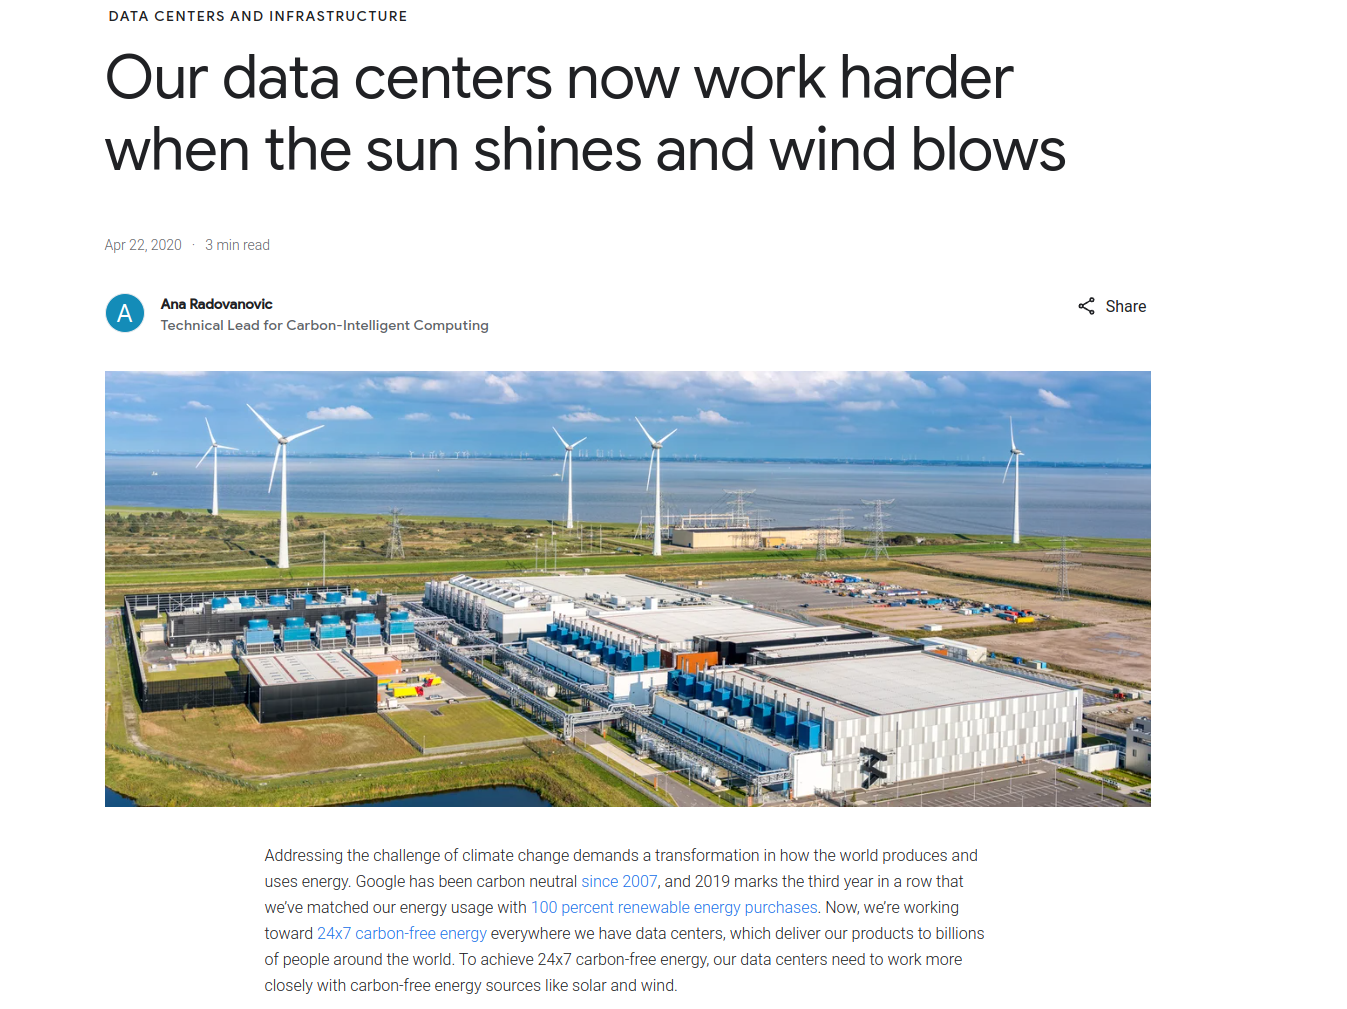 DATA CENTERS AND INFRASTRUCTURE
Our data centers now work harder
when the sun shines and wind blows
Apr 22, 2020 · 3 min read
A
Ana Radovanovic
Technical Lead for Carbon-Intelligent Computing
Share
Addressing the challenge of climate change demands a transformation in how the world produces and
uses energy. Google has been carbon neutral since 2007, and 2019 marks the third year in a row that
we’ve matched our energy usage with 100 percent renewable energy purchases. Now, we’re working
toward 24x7 carbon-free energy everywhere we have data centers, which deliver our products to billions
of people around the world. To achieve 24x7 carbon-free energy, our data centers need to work more
closely with carbon-free energy sources like solar and wind.